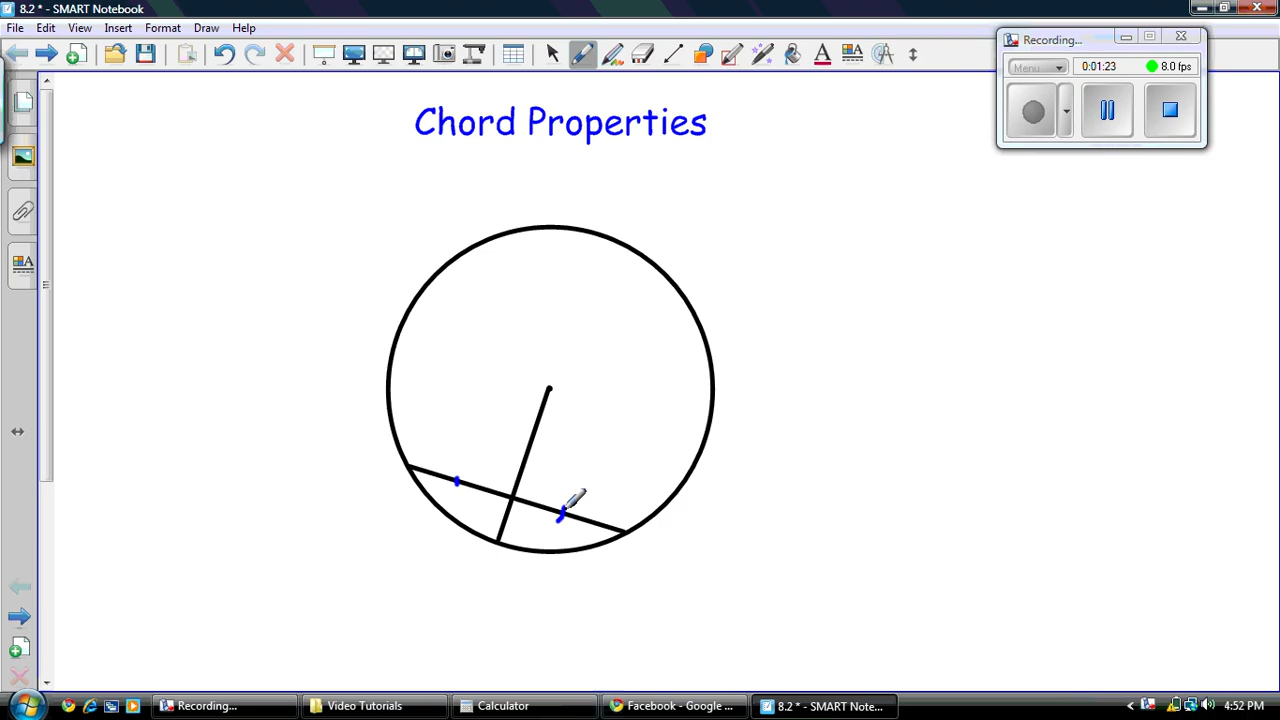 8.2 * - SMART Notebook
File Edit View Insert Format Draw Help
Recording...
Menu 0:01:23 8.0 fps
Chord Properties
Recording... Video Tutorials Calculator Facebook - Google ... 8.2 * - SMART Note... 4:52 PM